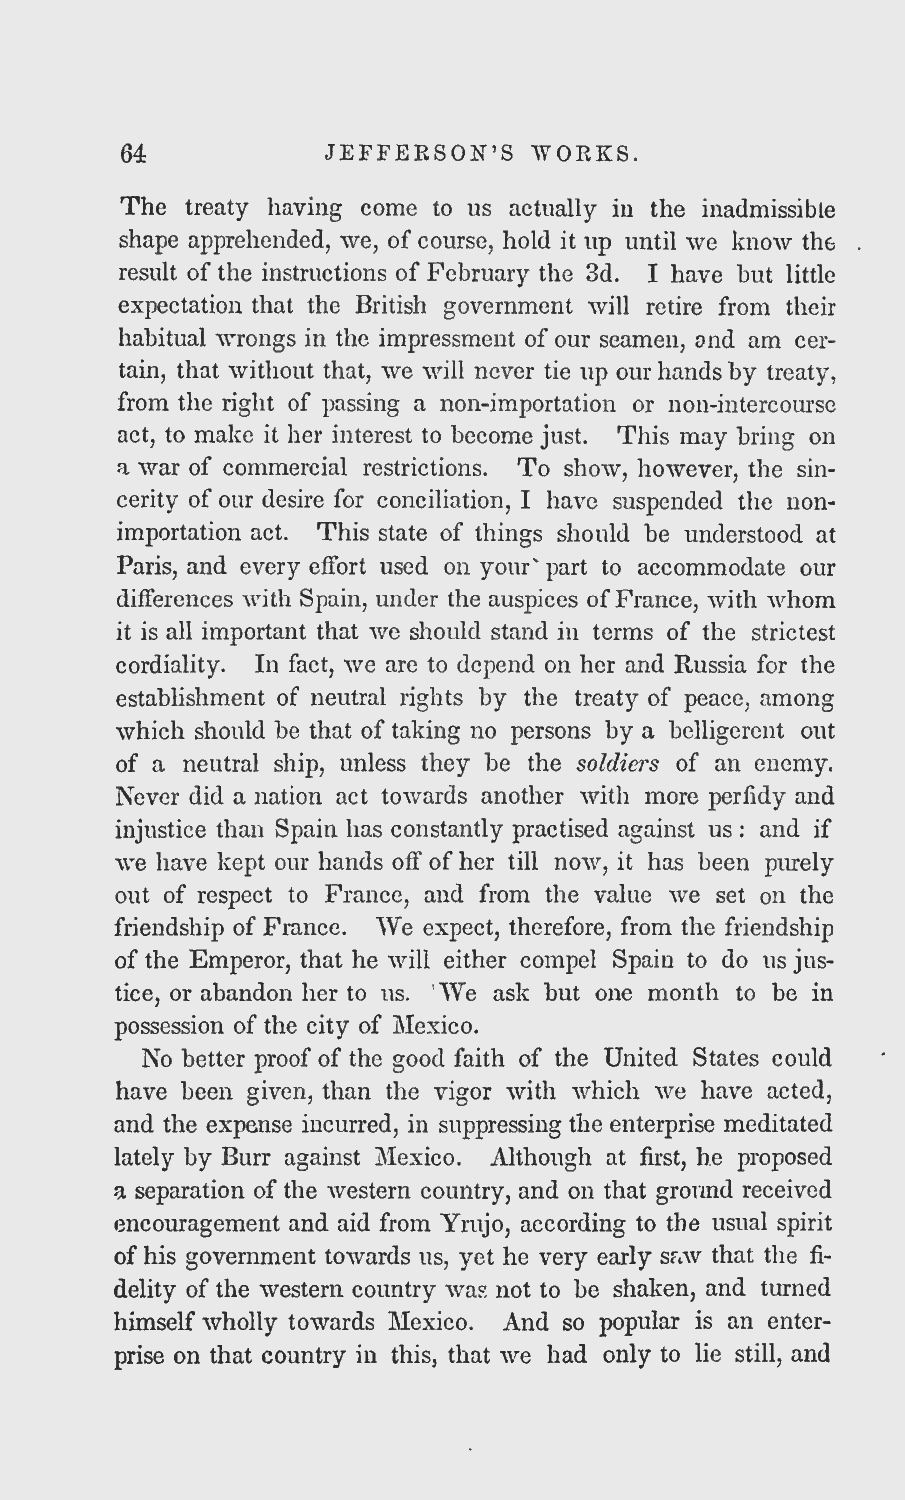 64 JEFFERSON'S WORKS.
The treaty having come to us actually in the inadmissible
shape apprehended, we, of course, hold it up until we know the
result of the instructions of February the 3d. I have but little
expectation that the British government will retire from their
habitual wrongs in the impressment of our seamen, and am cer-
tain, that without that, we will never tie up our hands by treaty,
from the right of passing a non-importation or non-intercourse
act, to make it her interest to become just. This may bring on
a war of commercial restrictions. To show, however, the sin-
cerity of our desire for conciliation, I have suspended the non-
importation act. This state of things should be understood at
Paris, and every effort used on your part to accommodate our
differences with Spain, under the auspices of France, with whom
it is all important that we should stand in terms of the strictest
cordiality. In fact, we are to depend on her and Russia for the
establishment of neutral rights by the treaty of peace, among
which should be that of taking no persons by a belligerent out
of a neutral ship, unless they be the soldiers of an enemy.
Never did a nation act towards another with more perfidy and
injustice than Spain has constantly practised against us: and if
we have kept our hands off of her till now, it has been purely
out of respect to France, and from the value we set on the
friendship of France. We expect, therefore, from the friendship
of the Emperor, that he will either compel Spain to do us jus-
tice, or abandon her to us. We ask but one month to be in
possession of the city of Mexico.
No better proof of the good faith of the United States could
have been given, than the vigor with which we have acted,
and the expense incurred, in suppressing the enterprise meditated
lately by Burr against Mexico. Although at first, he proposed
a separation of the western country, and on that ground received
encouragement and aid from Yrujo, according to the usual spirit
of his government towards us, yet he very early saw that the fi-
delity of the western country was not to be shaken, and turned
himself wholly towards Mexico. And so popular is an enter-
prise on that country in this, that we had only to lie still, and